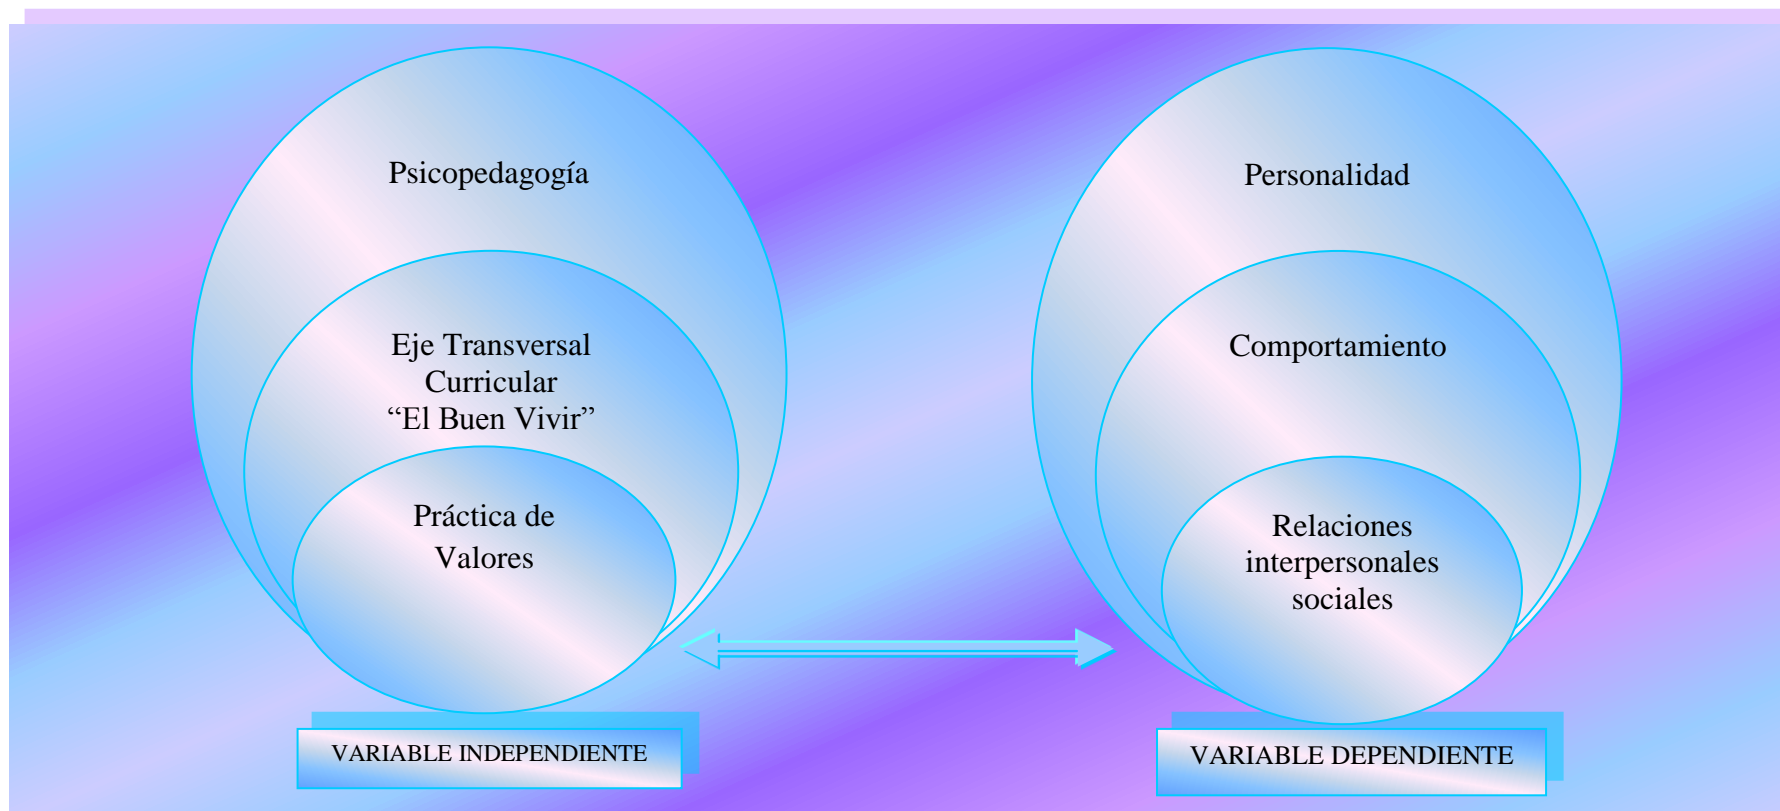 Psicopedagogía
Eje Transversal
Curricular
“El Buen Vivir”
Práctica de
Valores
VARIABLE INDEPENDIENTE
Personalidad
Comportamiento
Relaciones
interpersonales
sociales
VARIABLE DEPENDIENTE